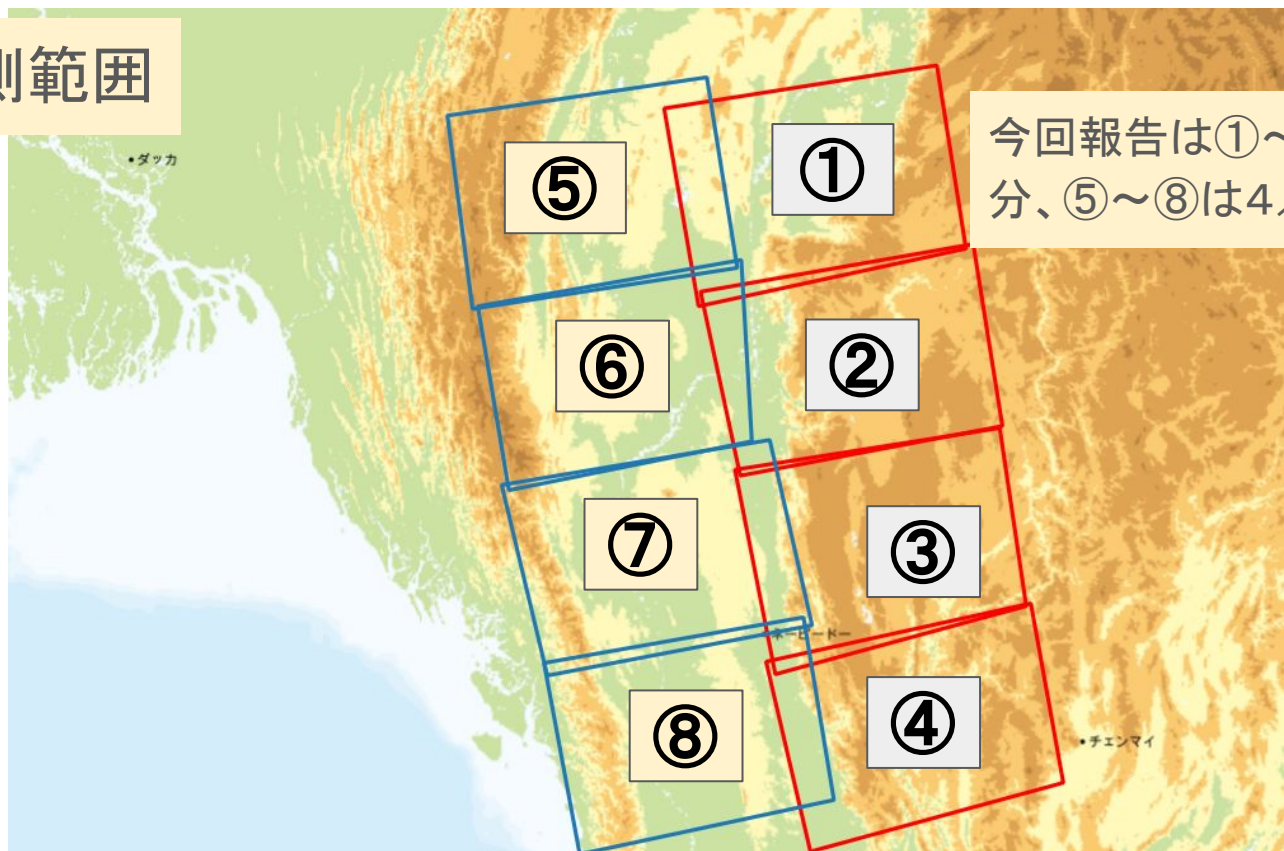 則範囲
今回報告は①～
分、⑤～⑧は4
•ダッカ
⑤
①
⑥
②
⑦
③
ネーピードー
⑧
④
•チェンマイ